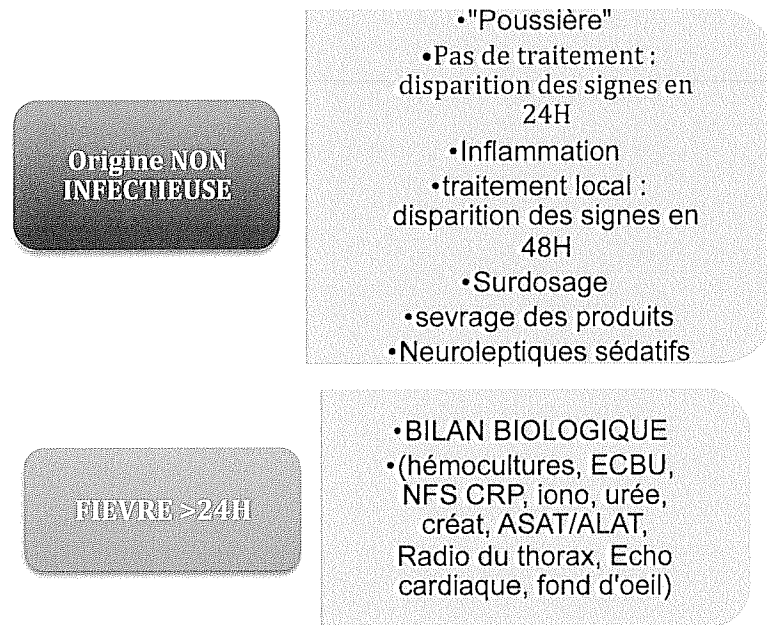 Origine NON
INFECTIEUSE
•"Poussière"
•Pas de traitement :
disparition des signes en
24H
•Inflammation
•traitement local :
disparition des signes en
48H
•Surdosage
•sevrage des produits
•Neuroleptiques sédatifs
FIEVRE >24H
•BILAN BIOLOGIQUE
•(hémocultures, ECBU,
NFS CRP, iono, urée,
créat, ASAT/ALAT,
Radio du thorax, Echo
cardiaque, fond d'oeil)